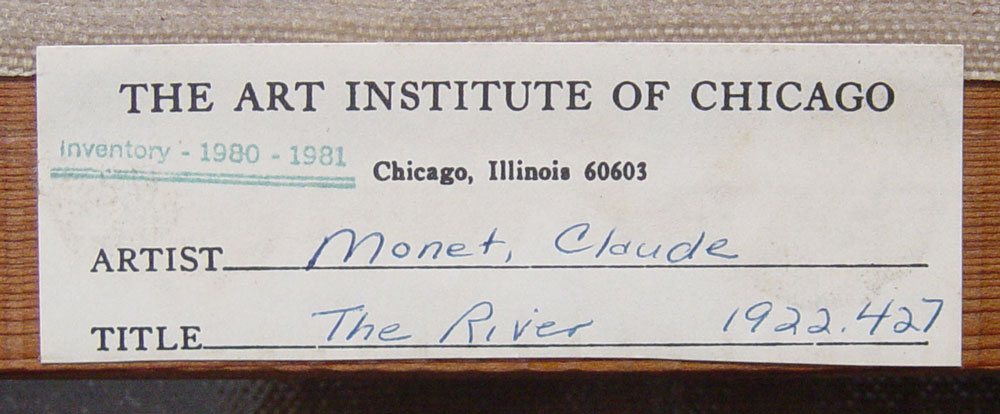 THE ART INSTITUTE OF CHICAGO
Inventory - 1980 - 1981
Chicago, Illinois 60603
ARTIST Monet, Claude
TITLE The River 1922.427